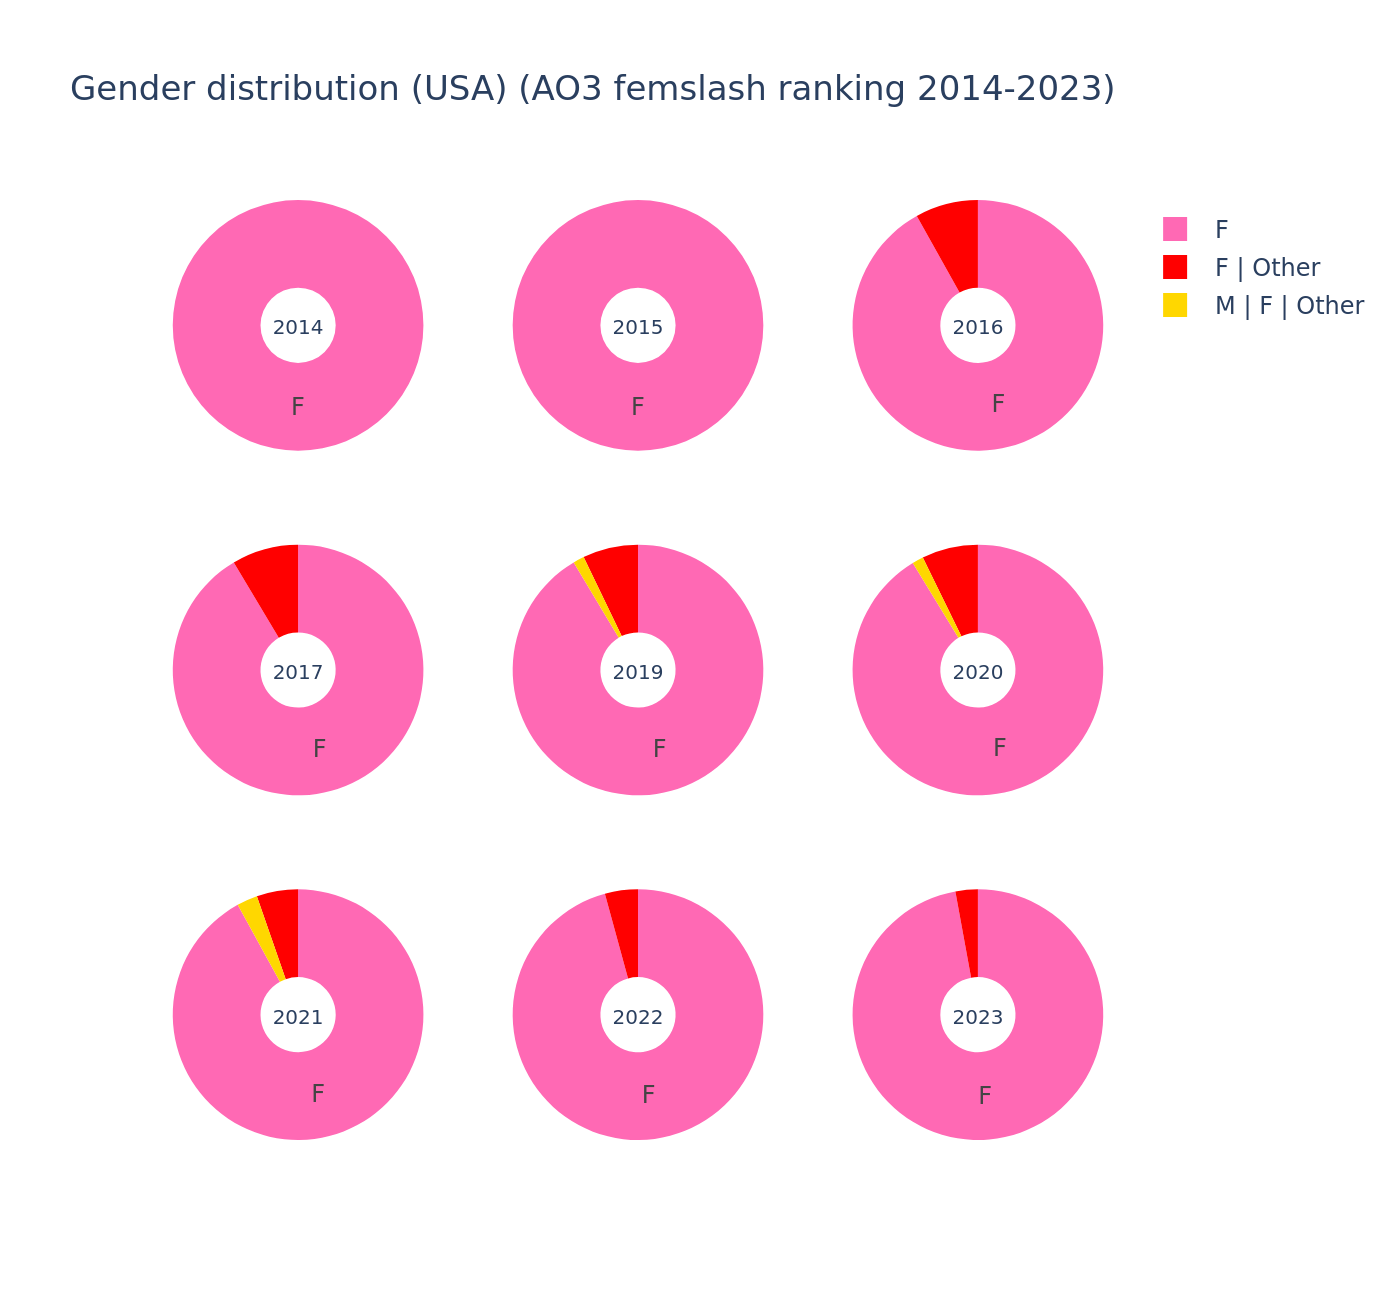 Gender distribution (USA) (AO3 femslash ranking 2014-2023)
F
F | Other
M | F | Other
2014
F
2015
F
2016
F
2017
F
2019
F
2020
F
2021
F
2022
F
2023
F